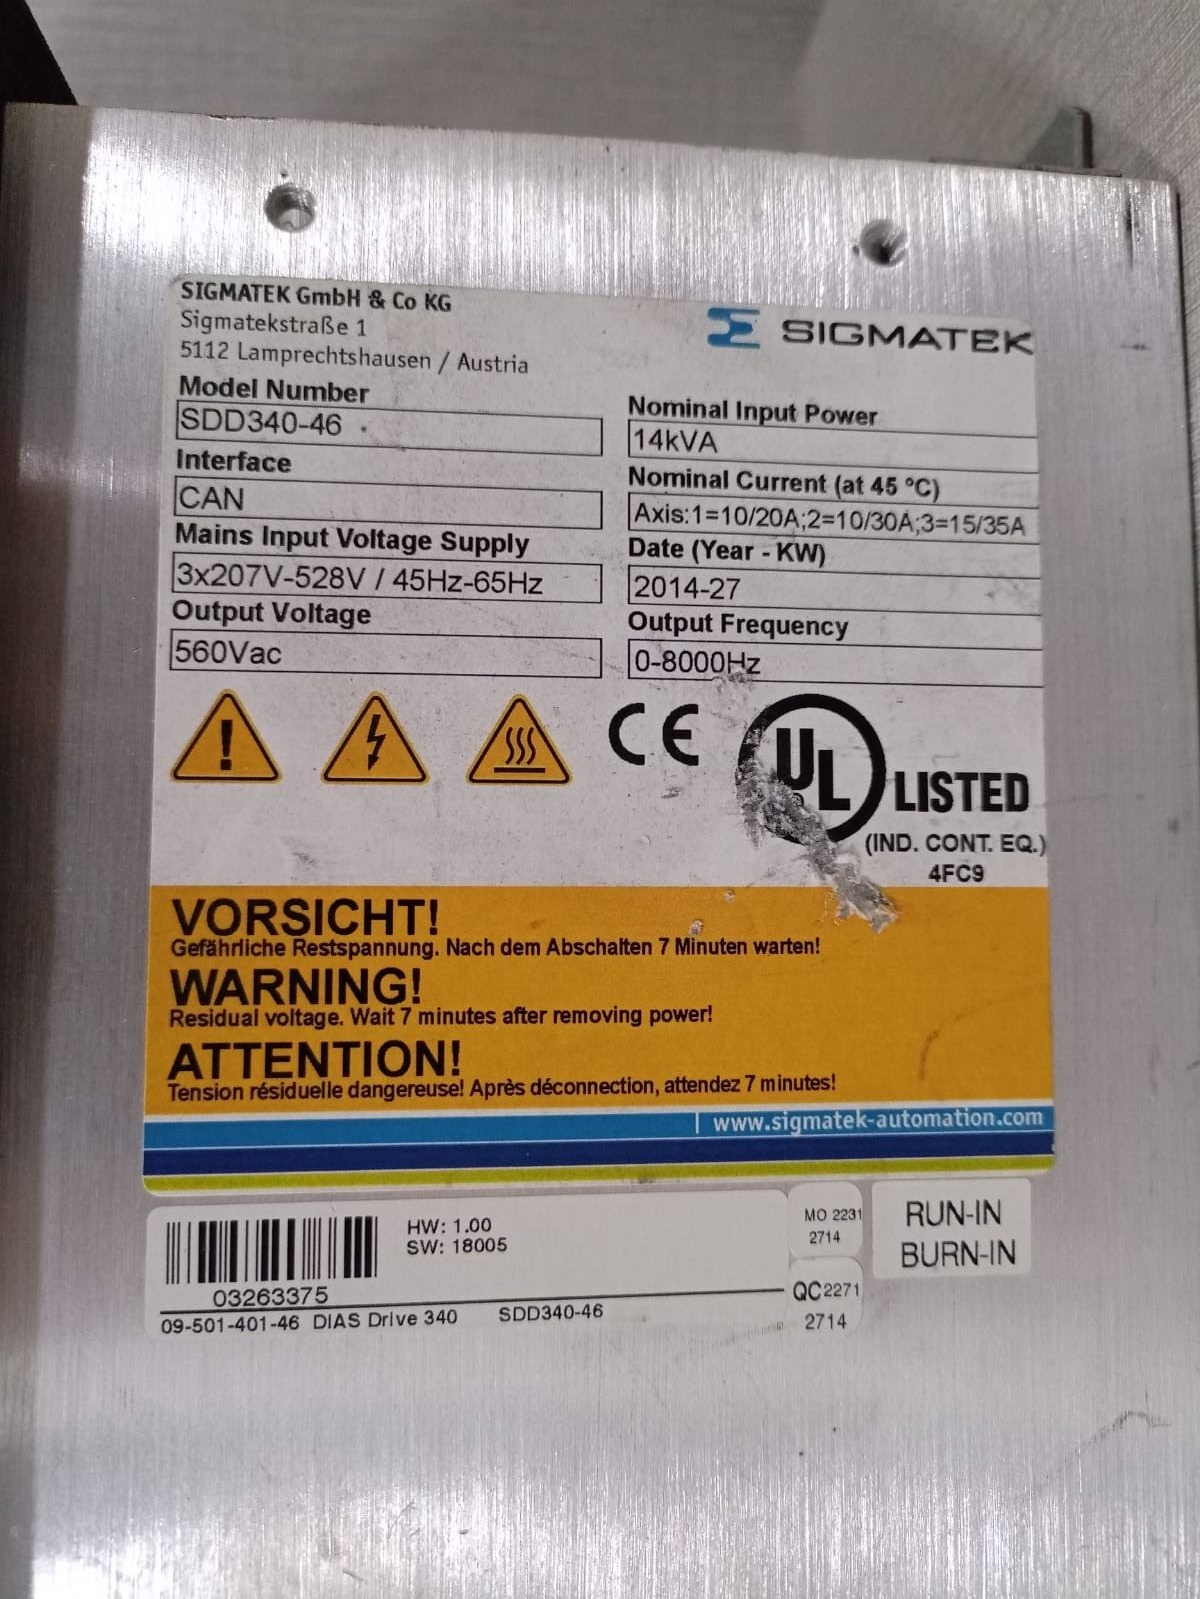 SIGMATEK GmbH & Co KG
Sigmatekstraße 1
5112 Lamprechtshausen / Austria
SIGMATEK
Model Number
SDD340-46
Interface
CAN
Mains Input Voltage Supply
3x207V-528V / 45Hz-65Hz
Output Voltage
560Vac
Nominal Input Power
14kVA
Nominal Current (at 45 °C)
Axis:1=10/20A;2=10/30A;3=15/35A
Date (Year - KW)
2014-27
Output Frequency
0-8000Hz
CE
UL LISTED
(IND. CONT. EQ.)
4FC9
VORSICHT!
Gefährliche Restspannung. Nach dem Abschalten 7 Minuten warten!
WARNING!
Residual voltage. Wait 7 minutes after removing power!
ATTENTION!
Tension résiduelle dangereuse! Après déconnection, attendez 7 minutes!
| www.sigmatek-automation.com
HW: 1.00
SW: 18005
03263375
09-501-401-46 DIAS Drive 340 SDD340-46
MO 2231
2714
QC 2271
2714
RUN-IN
BURN-IN